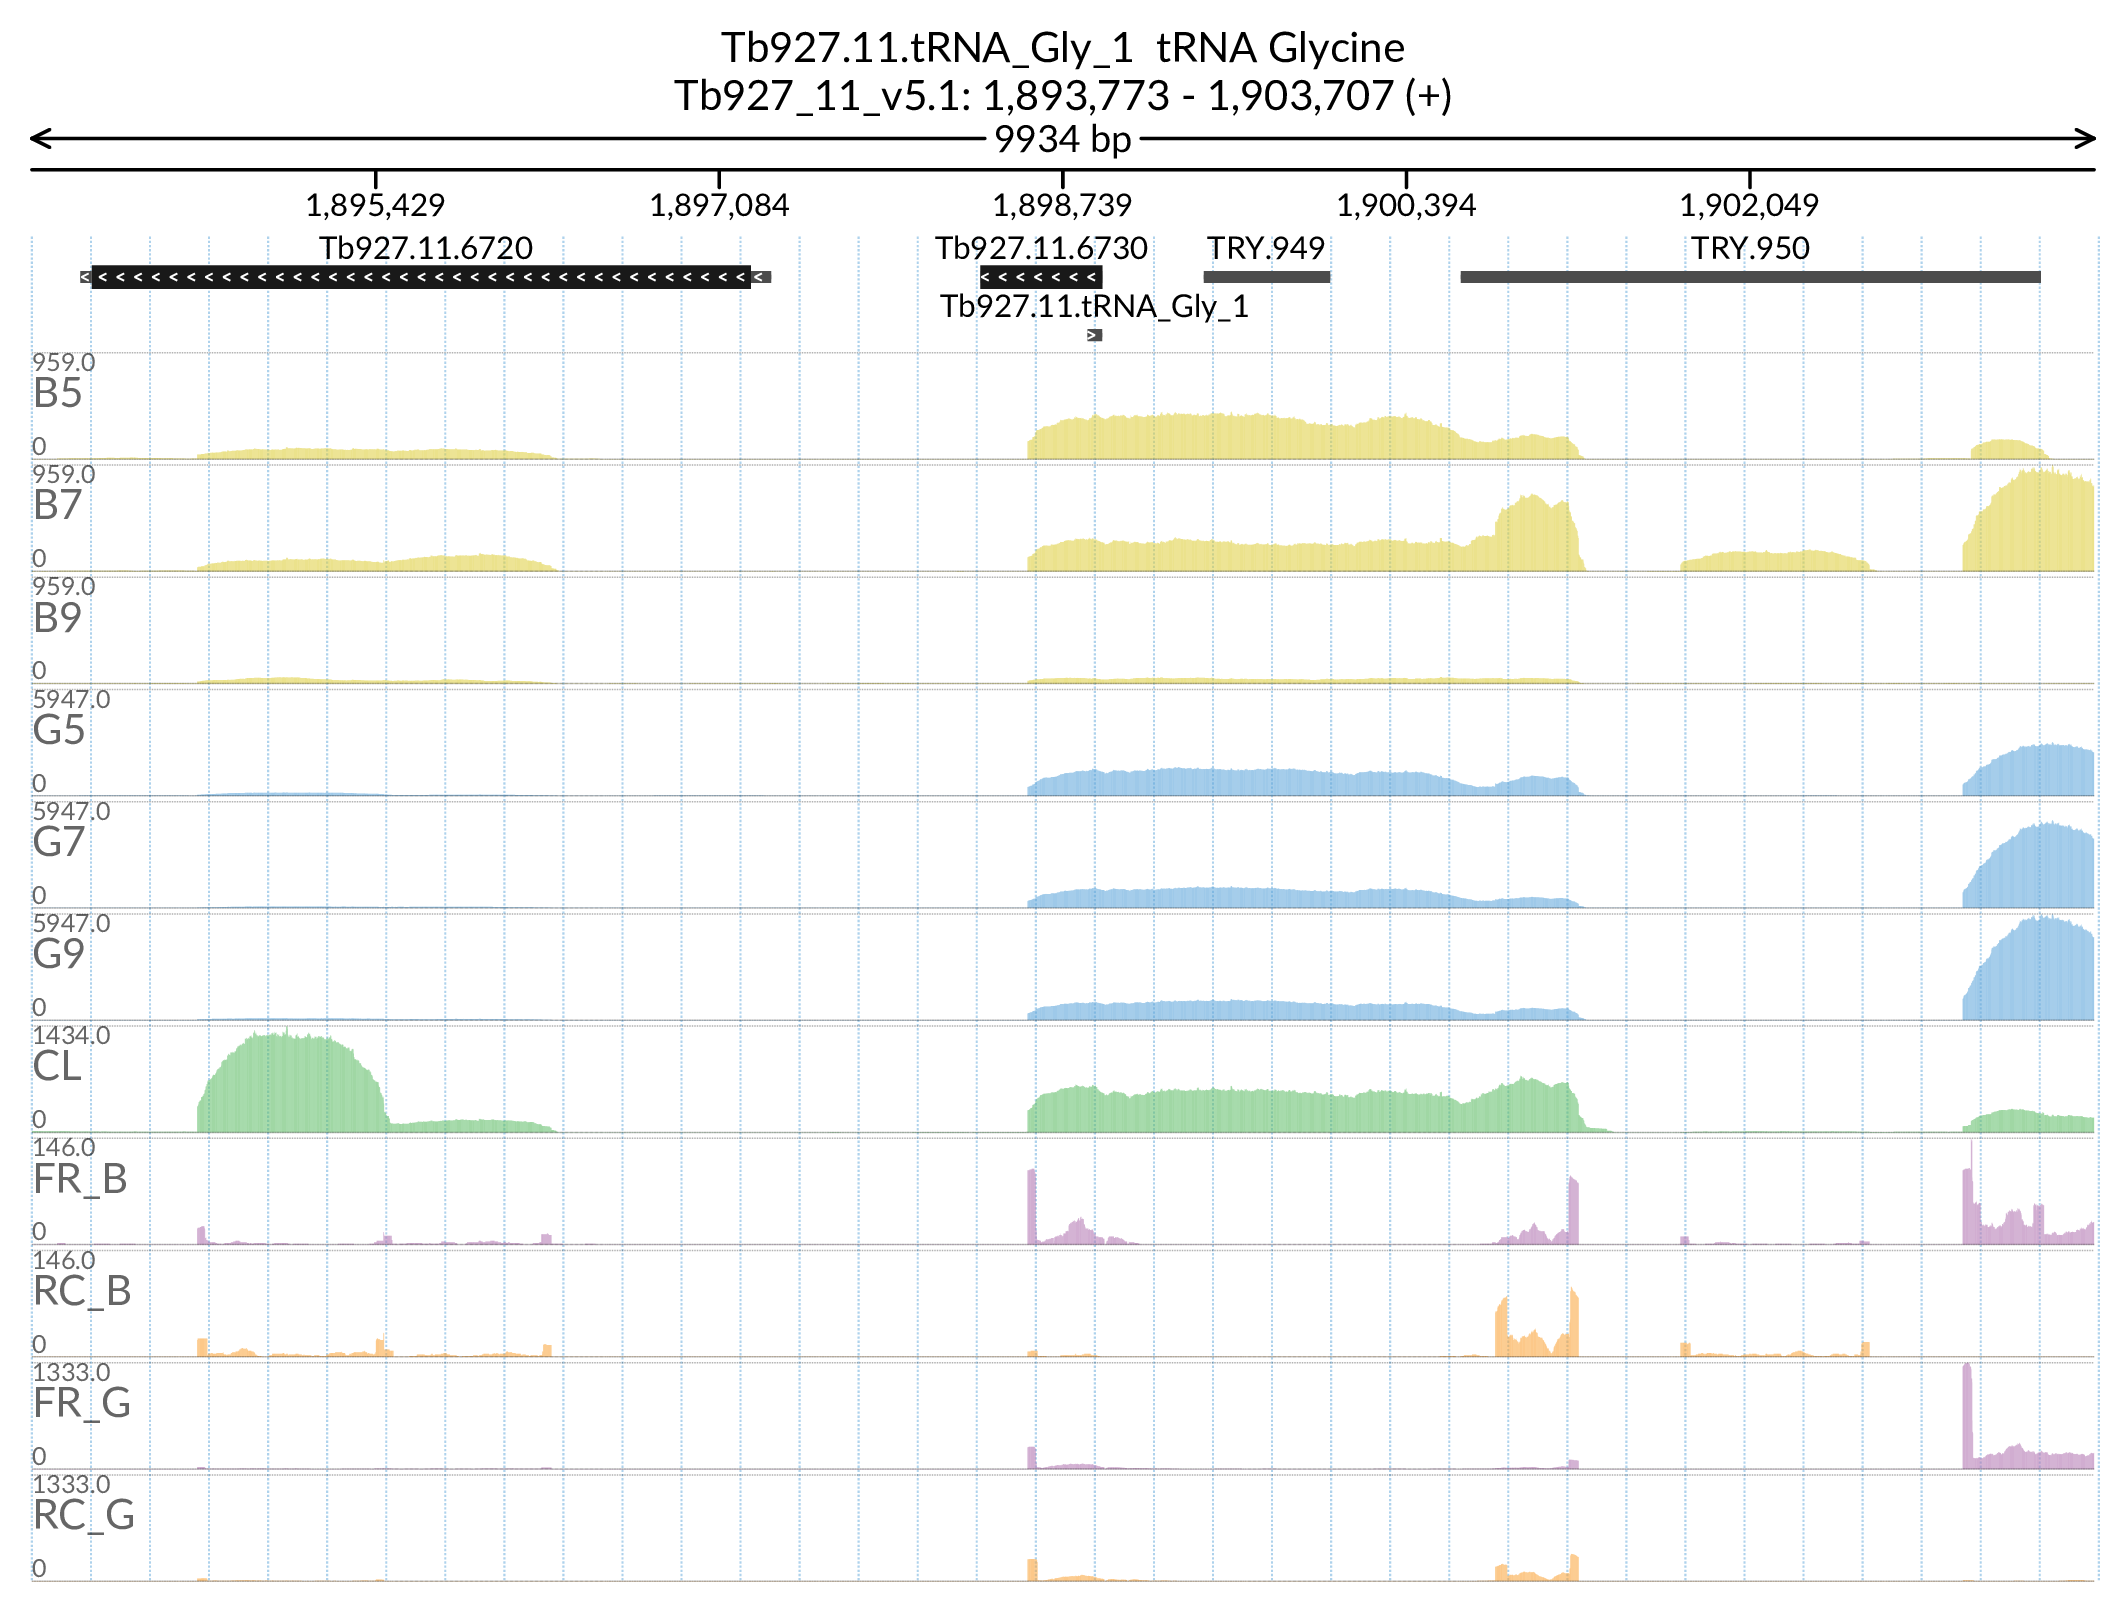 Tb927.11.tRNA_Gly_1  tRNA Glycine
Tb927_11_v5.1: 1,893,773 - 1,903,707 (+)
9934 bp
1,895,429 1,897,084 1,898,739 1,900,394 1,902,049
Tb927.11.6720 Tb927.11.6730 TRY.949 TRY.950
Tb927.11.tRNA_Gly_1
959.0
B5
0
959.0
B7
0
959.0
B9
0
5947.0
G5
0
5947.0
G7
0
5947.0
G9
0
1434.0
CL
0
146.0
FR_B
0
146.0
RC_B
0
1333.0
FR_G
0
1333.0
RC_G
0